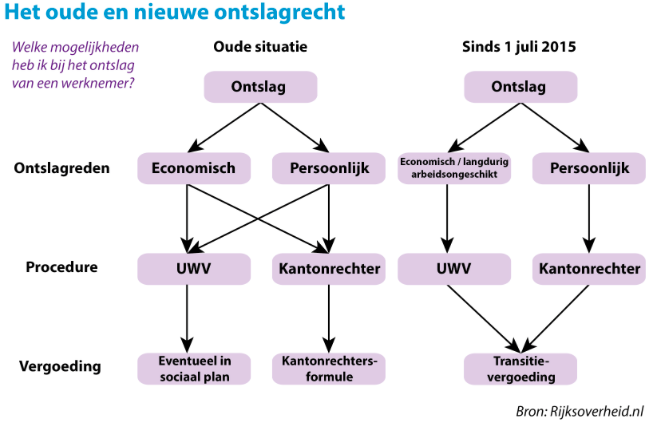 Het oude en nieuwe ontslagrecht
Welke mogelijkheden
heb ik bij het ontslag
van een werknemer?
Oude situatie
Sinds 1 juli 2015
Ontslag
Ontslag
Ontslagreden
Economisch
Persoonlijk
Economisch / langdurig
arbeidsongeschikt
Persoonlijk
Procedure
UWV
Kantonrechter
UWV
Kantonrechter
Vergoeding
Eventueel in
sociaal plan
Kantonrechters-
formule
Transitie-
vergoeding
Bron: Rijksoverheid.nl